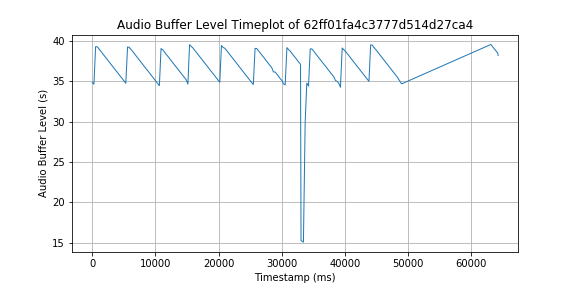 Audio Buffer Level Timeplot of 62ff01fa4c3777d514d27ca4
40
35
30
25
20
15
Audio Buffer Level (s)
0 10000 20000 30000 40000 50000 60000
Timestamp (ms)